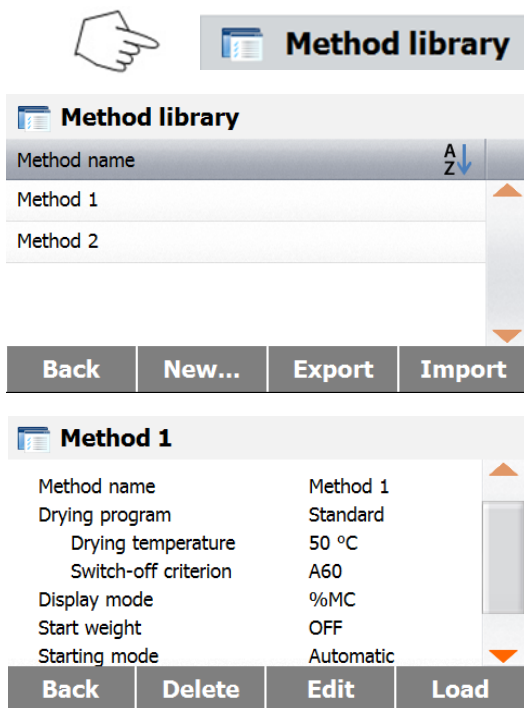 Method library
Method library
Method name AZ
Method 1
Method 2
Back New... Export Import
Method 1
Method name Method 1
Drying program Standard
Drying temperature 50 °C
Switch-off criterion A60
Display mode %MC
Start weight OFF
Starting mode Automatic
Back Delete Edit Load